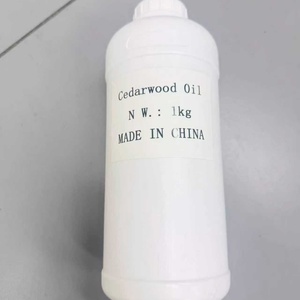 Cedarwood Oil
N W.: 1kg
MADE IN CHINA